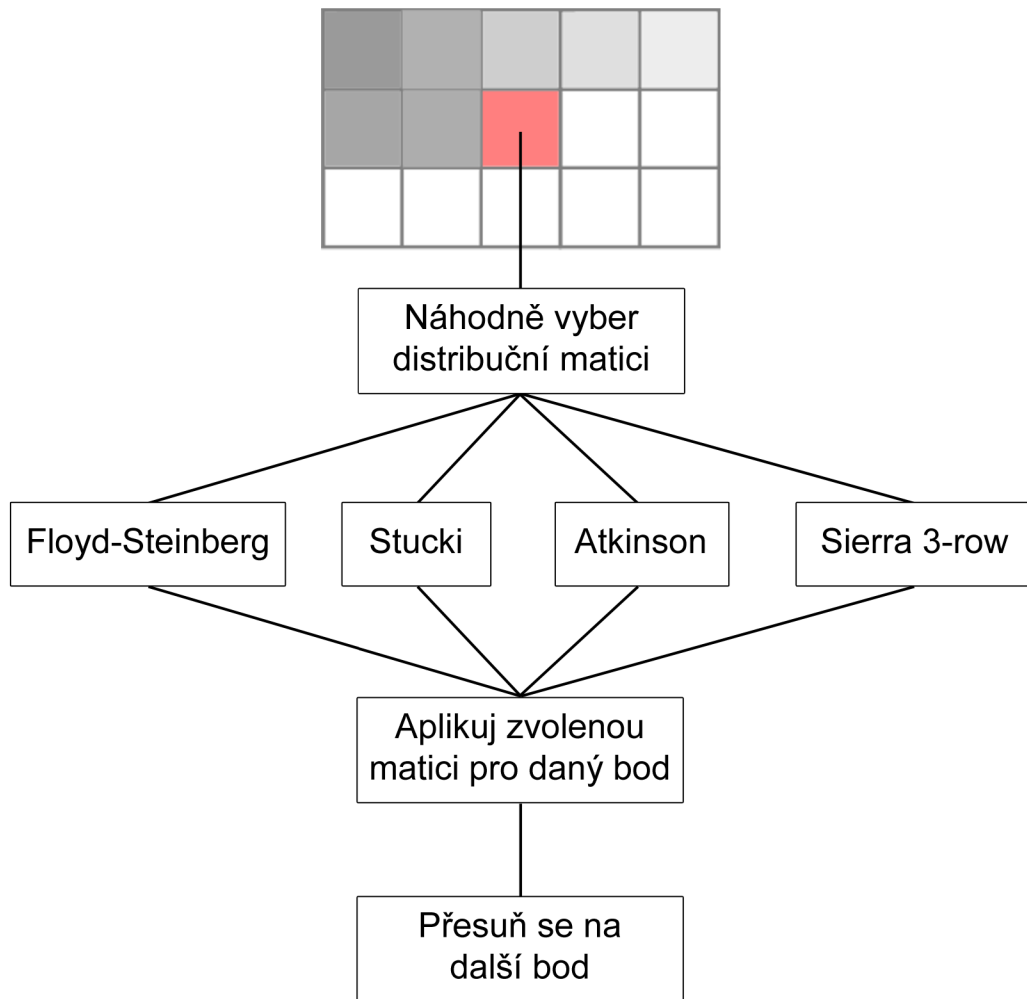 Náhodně vyber
distribuční matici
Floyd-Steinberg
Stucki
Atkinson
Sierra 3-row
Aplikuj zvolenou
matici pro daný bod
Přesuň se na
další bod